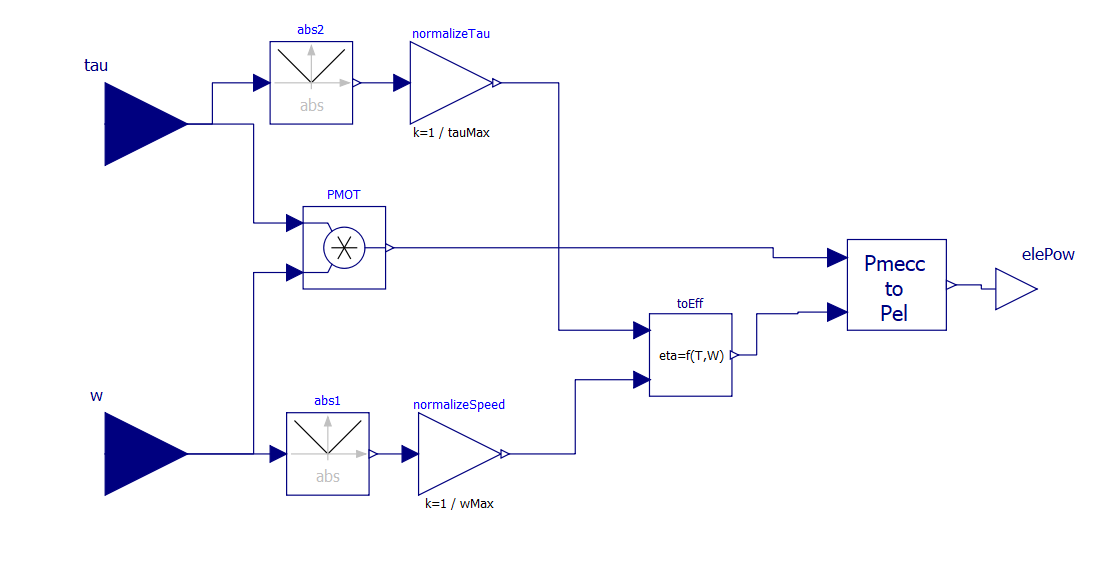 abs2
normalizeTau
tau
abs
k=1 / tauMax
PMOT
elePow
Pmecc
to
Pel
toEff
eta=f(T,W)
w
abs1
normalizeSpeed
abs
k=1 / wMax